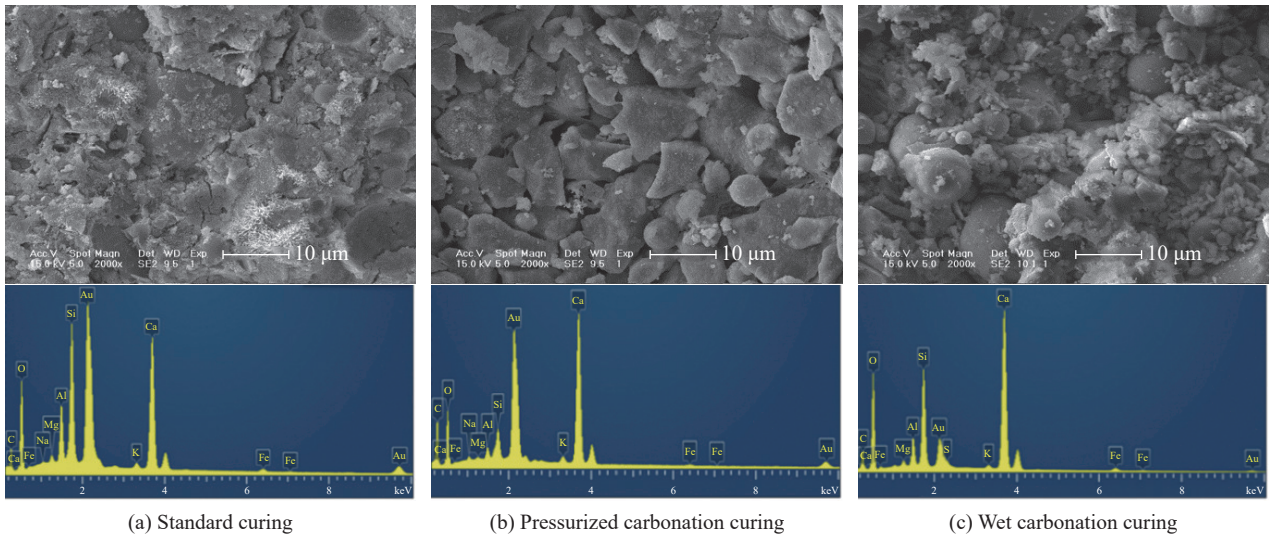 Acc.V Spot Magn Det WD Exp
15.0 kV 5.0 2000x SE2 9.5 1
10 μm
Acc.V Spot Magn Det WD Exp
15.0 kV 5.0 2000x SE2 9.5 1
10 μm
Acc.V Spot Magn Det WD Exp
15.0 kV 5.0 2000x SE2 10.1 1
10 μm
Au
Si
Ca
O
Al
Mg
C
Na
Ca
Fe
K
Fe
Fe
Au
2
4
6
8
keV
Ca
Au
O
C
Si
Na
Al
Mg
Ca
Fe
K
Fe
Fe
Au
2
4
6
8
keV
Ca
Si
O
Au
Al
C
Mg
S
Ca
Fe
K
Fe
Fe
Au
2
4
6
8
keV
(a) Standard curing
(b) Pressurized carbonation curing
(c) Wet carbonation curing